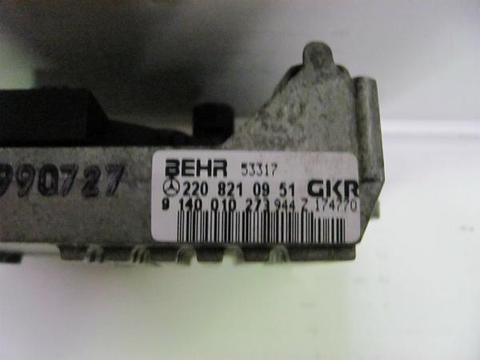 BEHR 53317
220 821 09 51 GKR
9 140 010 273 944 Z 174770
990727